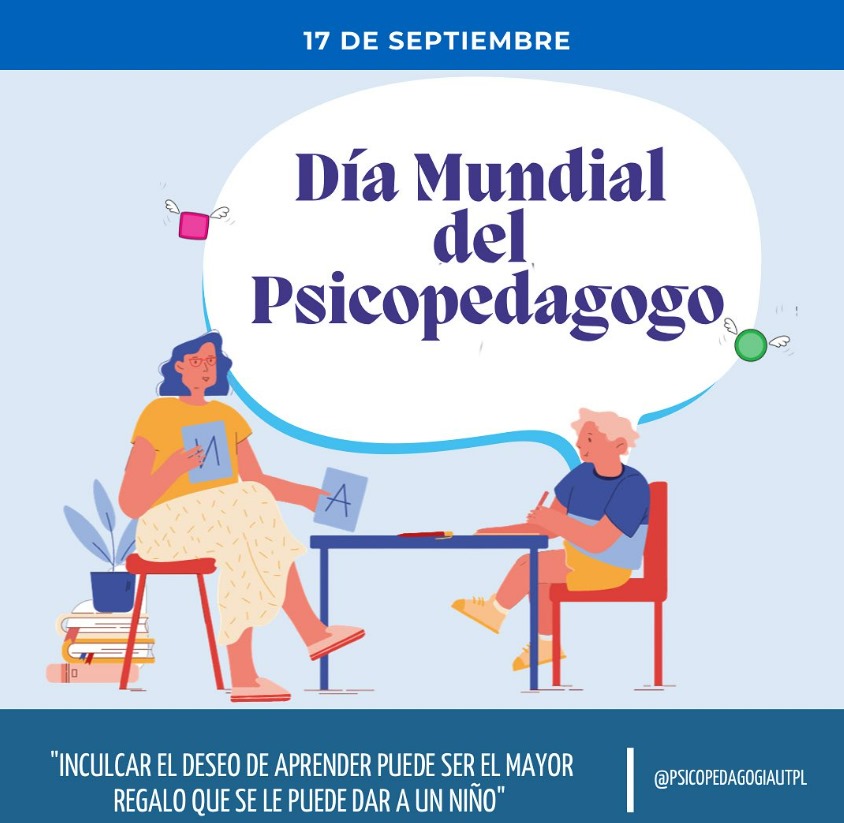 17 DE SEPTIEMBRE
Día Mundial
del
Psicopedagogo
И
A
"INCULCAR EL DESEO DE APRENDER PUEDE SER EL MAYOR
REGALO QUE SE LE PUEDE DAR A UN NIÑO"
@PSICOPEDAGOGIAUTPL